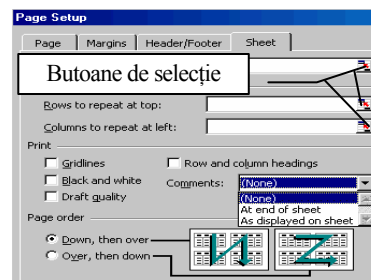 Page Setup
Page Margins Header/Footer Sheet
Butoane de selecție
Rows to repeat at top:
Columns to repeat at left:
Print
Gridlines Row and column headings
Black and white Comments: (None)
(None)
Draft quality At end of sheet
As displayed on sheet
Page order
Down, then over
Over, then down